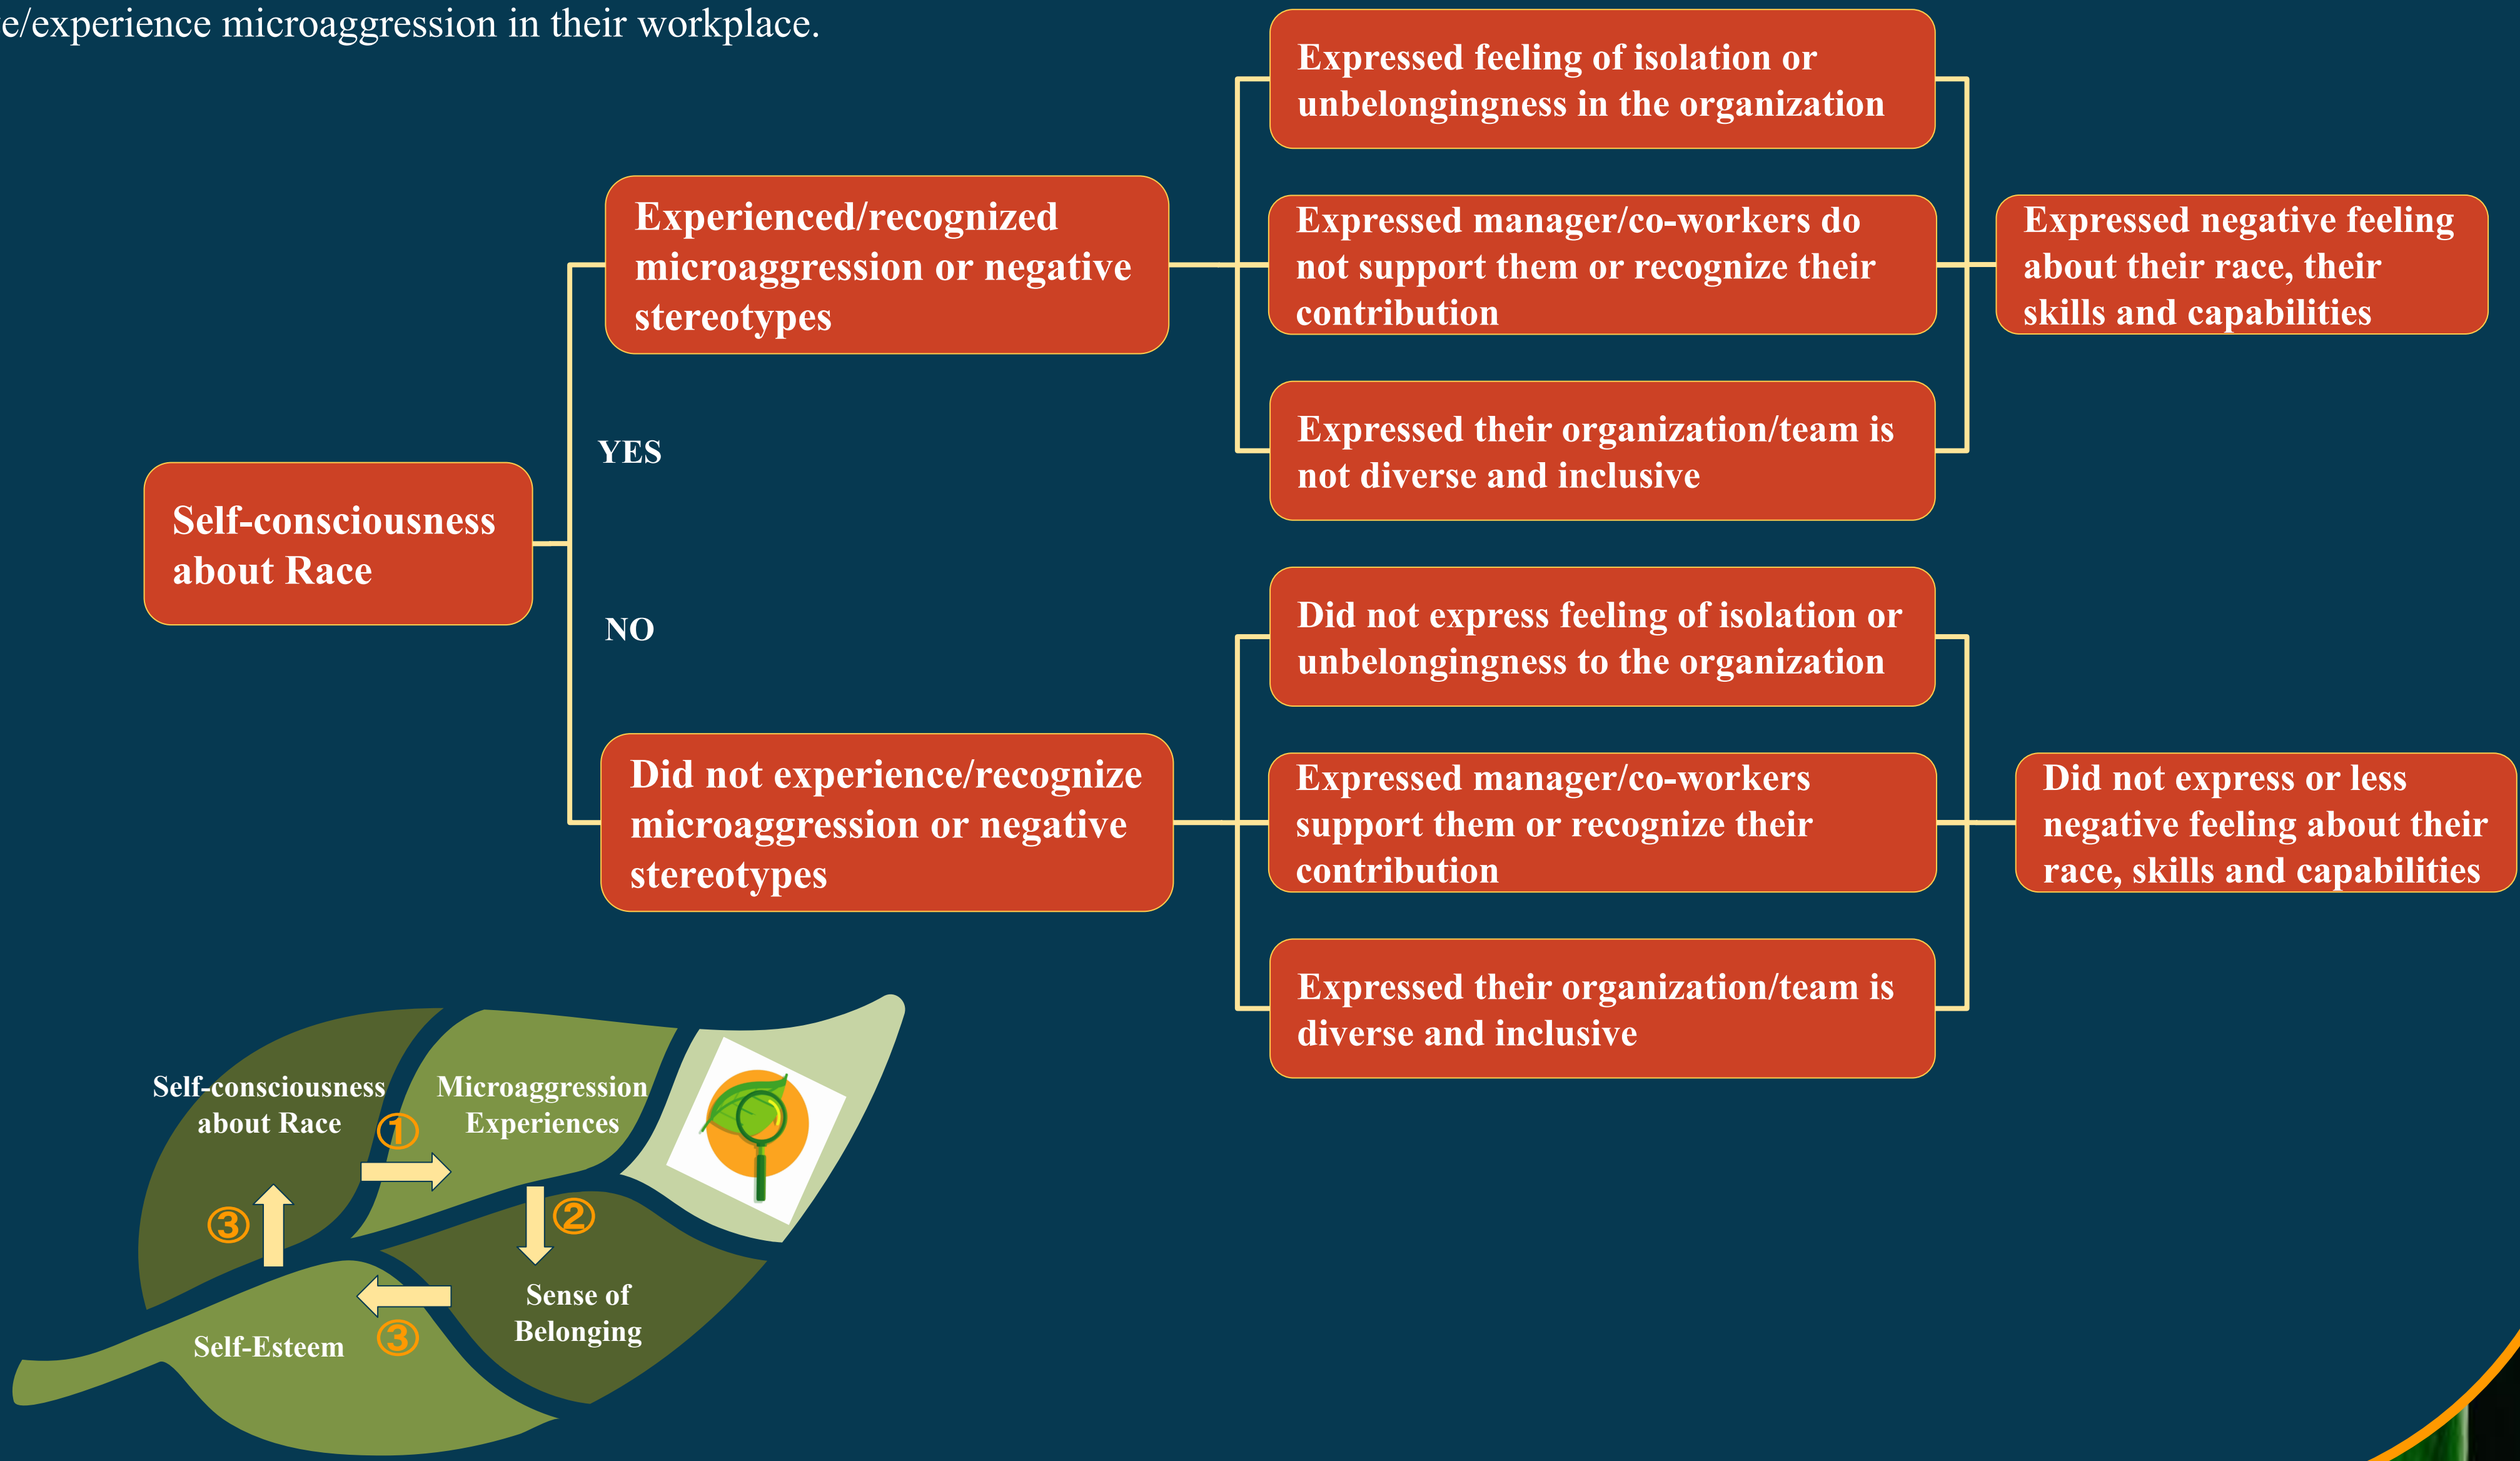 e/experience microaggression in their workplace.
Expressed feeling of isolation or
unbelongingness in the organization
Experienced/recognized
microaggression or negative
stereotypes
Expressed manager/co-workers do
not support them or recognize their
contribution
Expressed negative feeling
about their race, their
skills and capabilities
Expressed their organization/team is
not diverse and inclusive
YES
Self-consciousness
about Race
NO
Did not express feeling of isolation or
unbelongingness to the organization
Did not experience/recognize
microaggression or negative
stereotypes
Expressed manager/co-workers
support them or recognize their
contribution
Did not express or less
negative feeling about their
race, skills and capabilities
Expressed their organization/team is
diverse and inclusive
Self-consciousness
about Race
①
Microaggression
Experiences
③
②
Sense of
Belonging
Self-Esteem
③